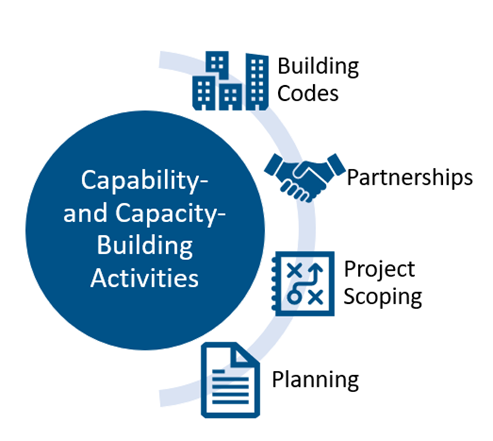 Building
Codes
Capability-
and Capacity-
Building
Activities
Partnerships
Project
Scoping
Planning